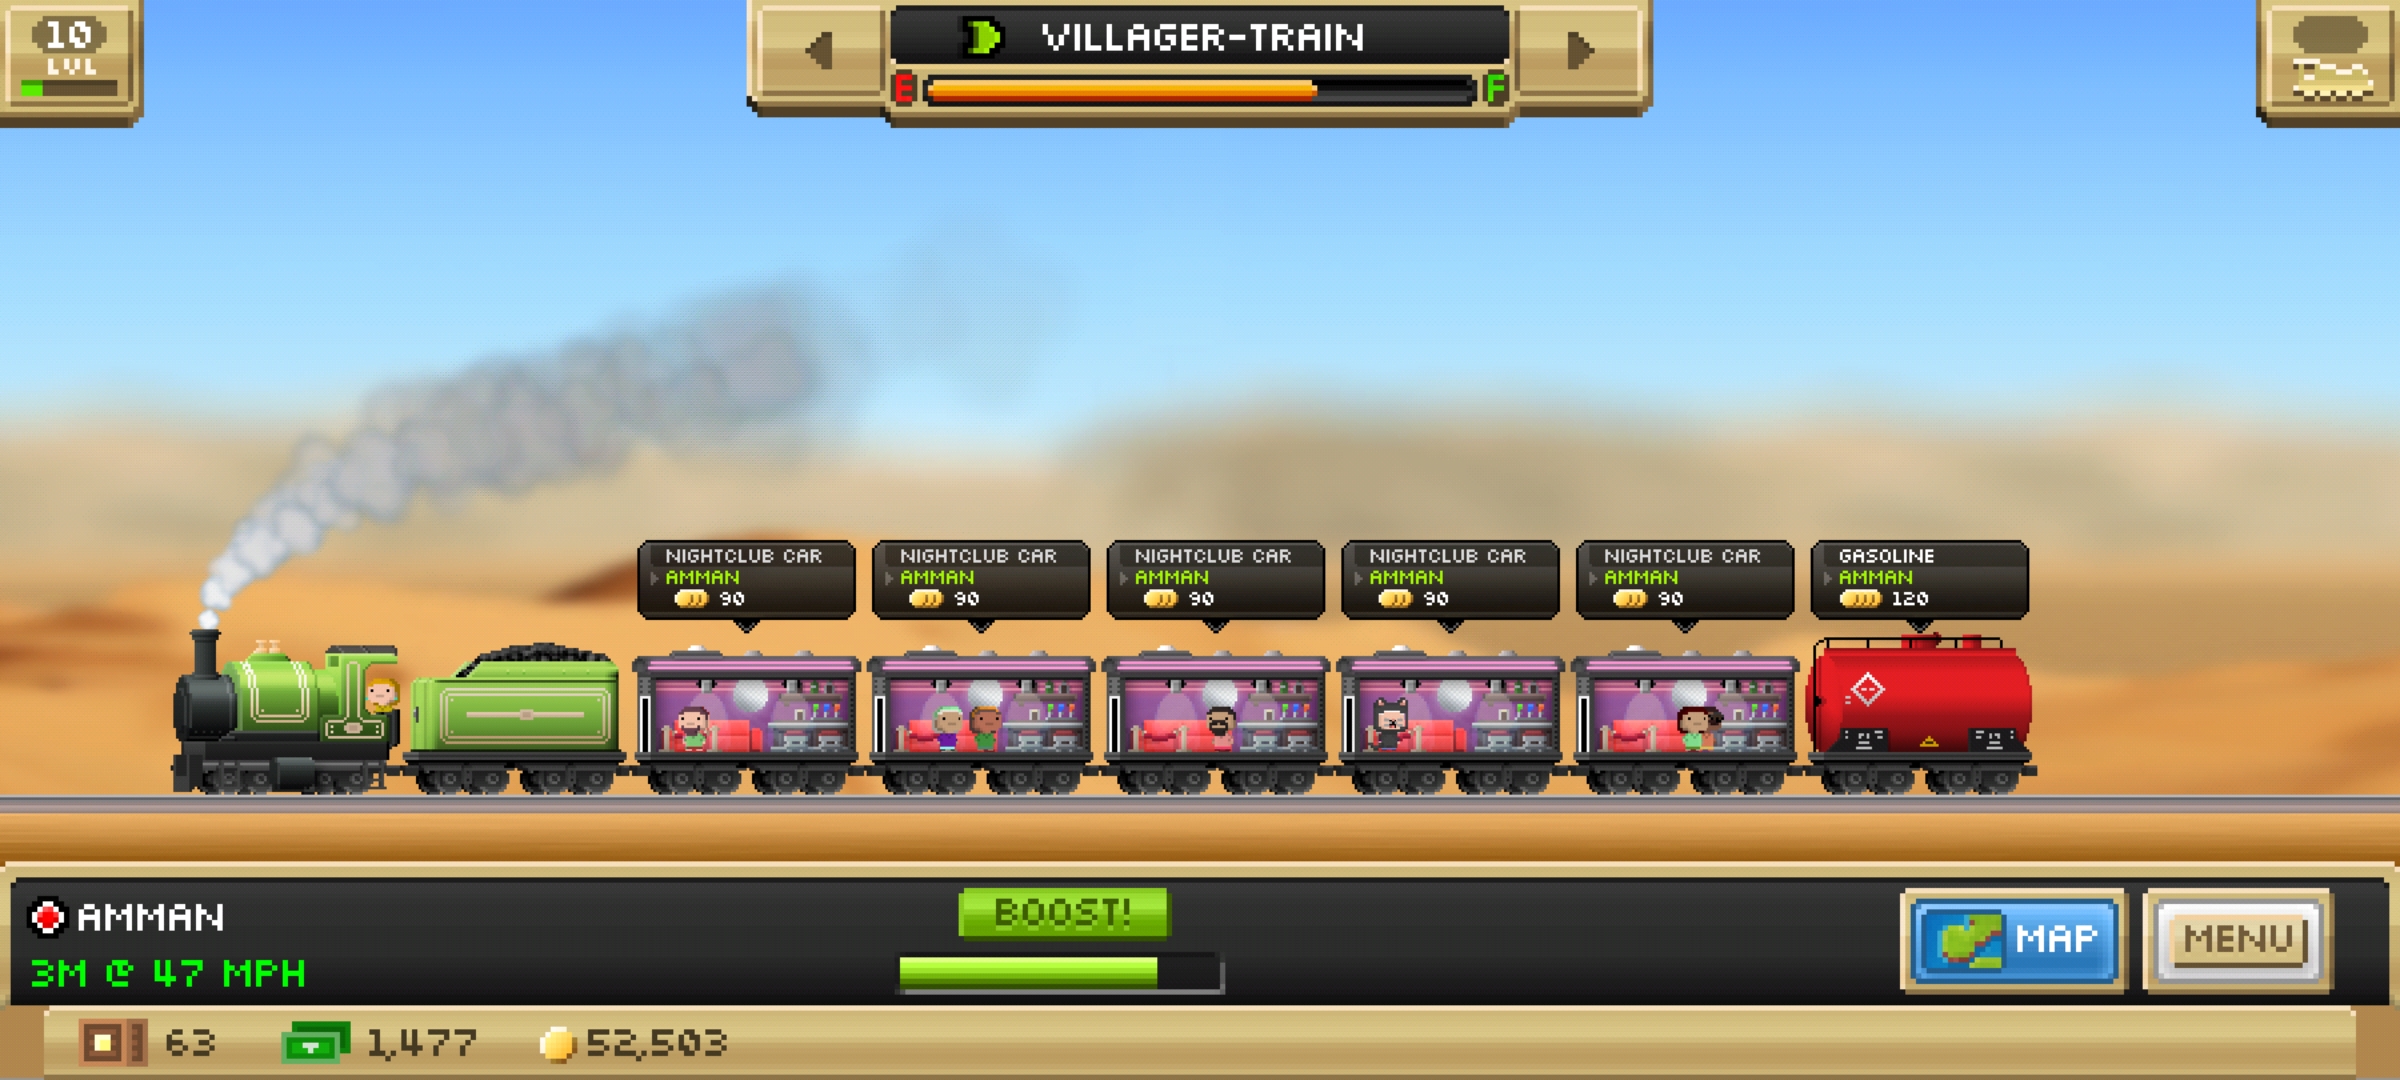 10
LVL
VILLAGER-TRAIN
E F
NIGHTCLUB CAR
AMMAN
90
NIGHTCLUB CAR
AMMAN
90
NIGHTCLUB CAR
AMMAN
90
NIGHTCLUB CAR
AMMAN
90
NIGHTCLUB CAR
AMMAN
90
GASOLINE
AMMAN
120
AMMAN
3M @ 47 MPH
BOOST!
MAP
MENU
63
1,477
52,503